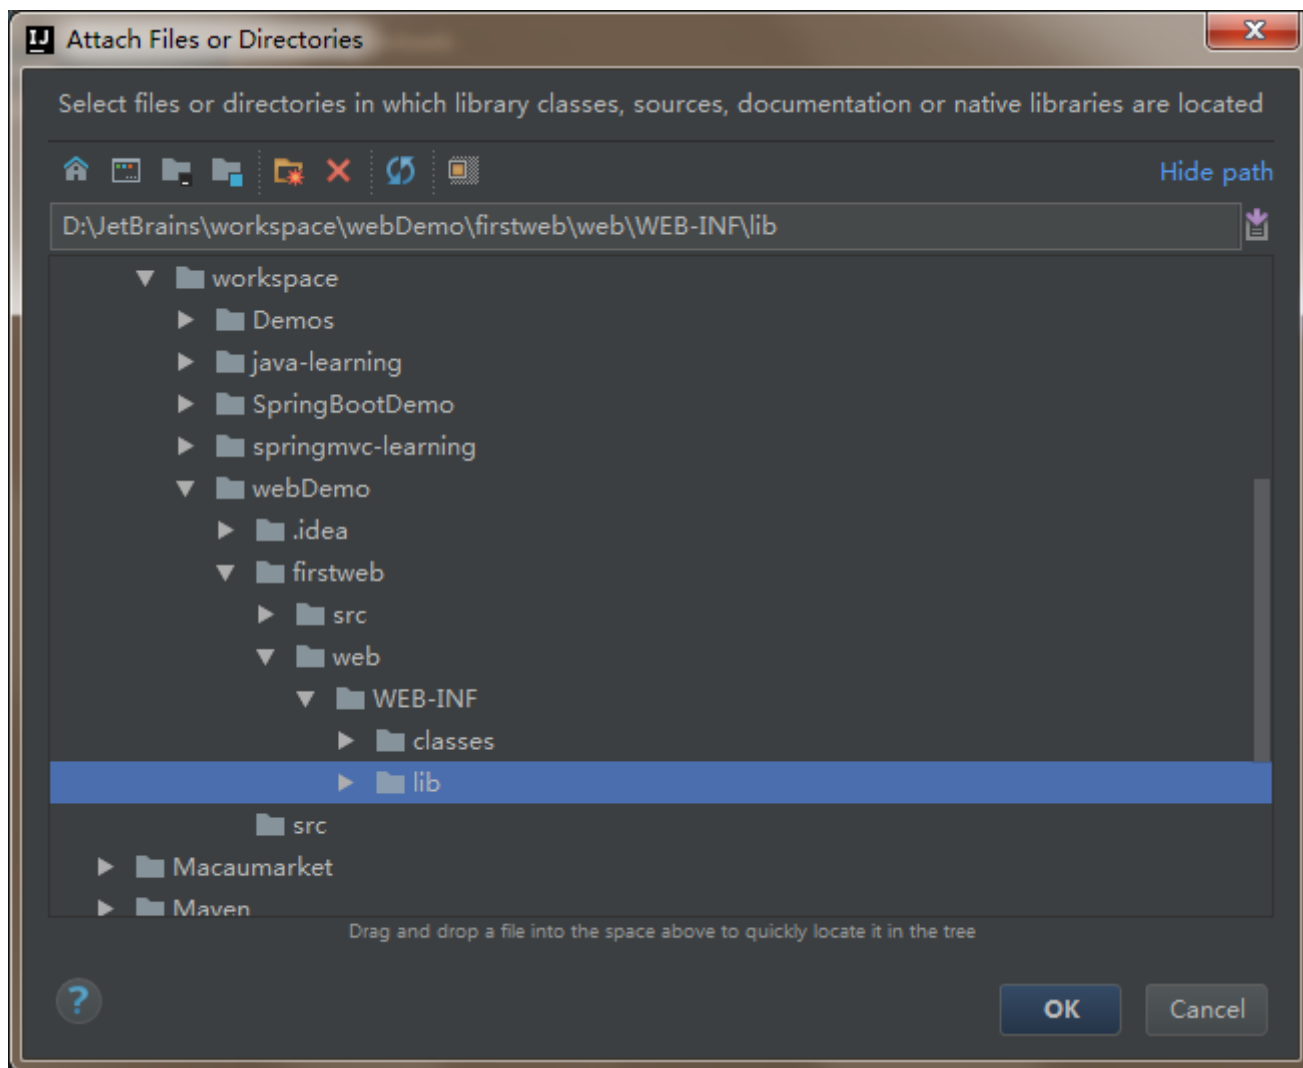 IJ Attach Files or Directories
Select files or directories in which library classes, sources, documentation or native libraries are located
Hide path
D:\JetBrains\workspace\webDemo\firstweb\web\WEB-INF\lib
workspace
Demos
java-learning
SpringBootDemo
springmvc-learning
webDemo
.idea
firstweb
src
web
WEB-INF
classes
lib
src
Macaumarket
Maven
Drag and drop a file into the space above to quickly locate it in the tree
?
OK Cancel